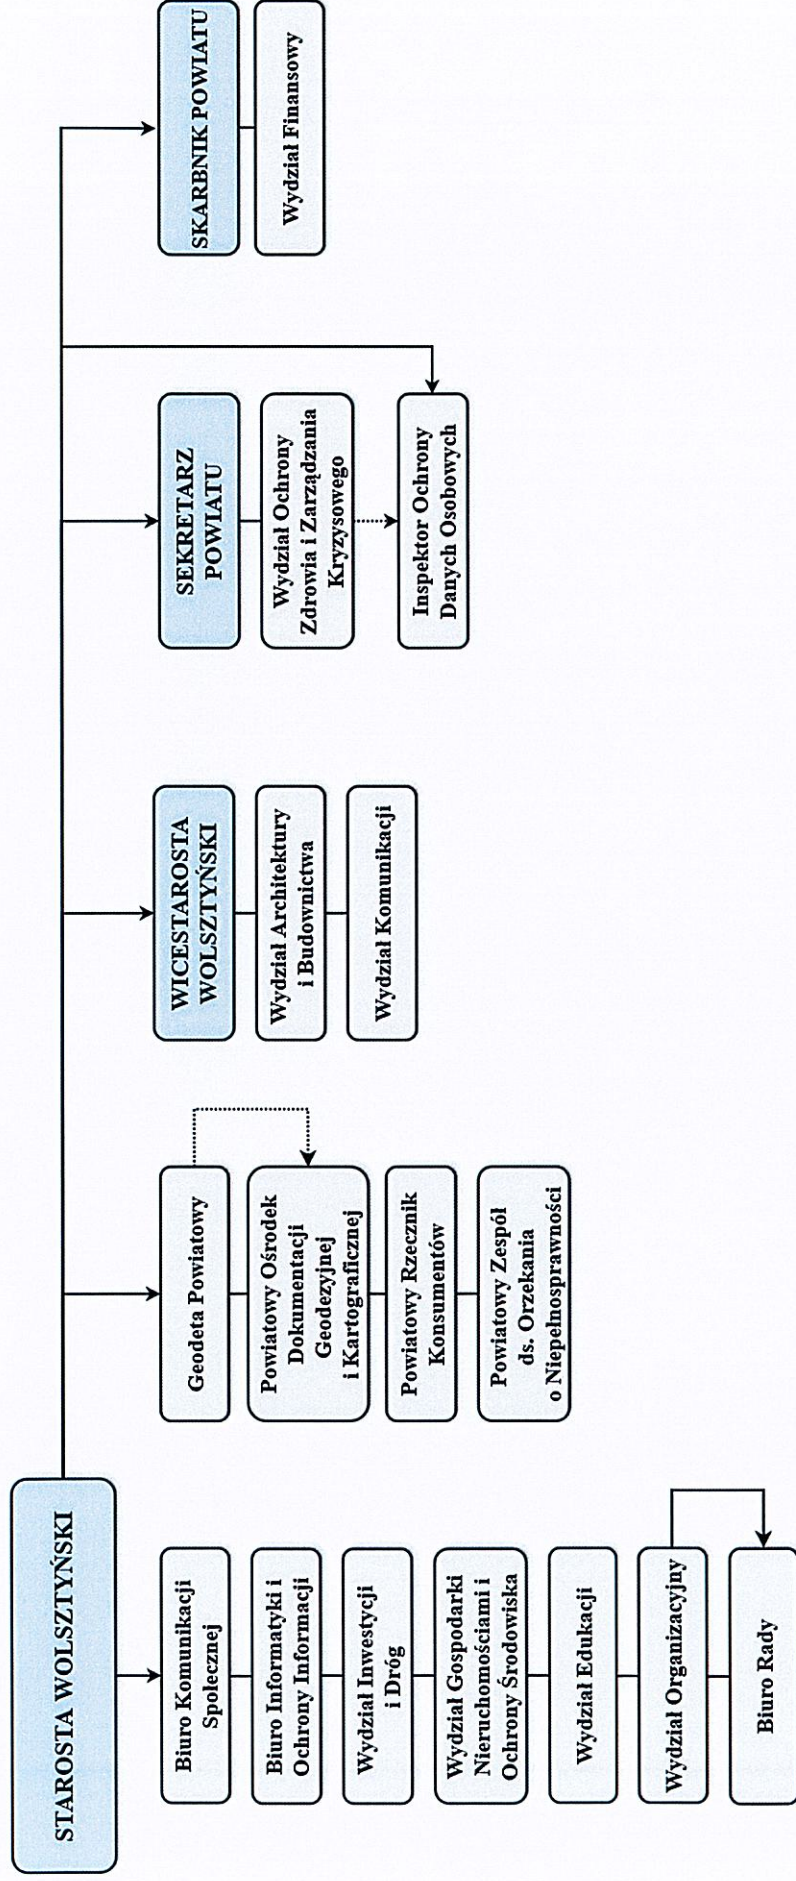 STAROSTA WOLSZTYŃSKI
Biuro Komunikacji
Społecznej
Biuro Informatyki i
Ochrony Informacji
Wydział Inwestycji
i Dróg
Wydział Gospodarki
Nieruchomościami i
Ochrony Środowiska
Wydział Edukacji
Wydział Organizacyjny
Biuro Rady
Geodeta Powiatowy
Powiatowy Ośrodek
Dokumentacji
Geodezyjnej
i Kartograficznej
Powiatowy Rzecznik
Konsumentów
Powiatowy Zespół
ds. Orzekania
o Niepełnosprawności
WICESTAROSTA
WOLSZTYŃSKI
Wydział Architektury
i Budownictwa
Wydział Komunikacji
SEKRETARZ
POWIATU
Wydział Ochrony
Zdrowia i Zarządzania
Kryzysowego
Inspektor Ochrony
Danych Osobowych
SKARBNIK POWIATU
Wydział Finansowy